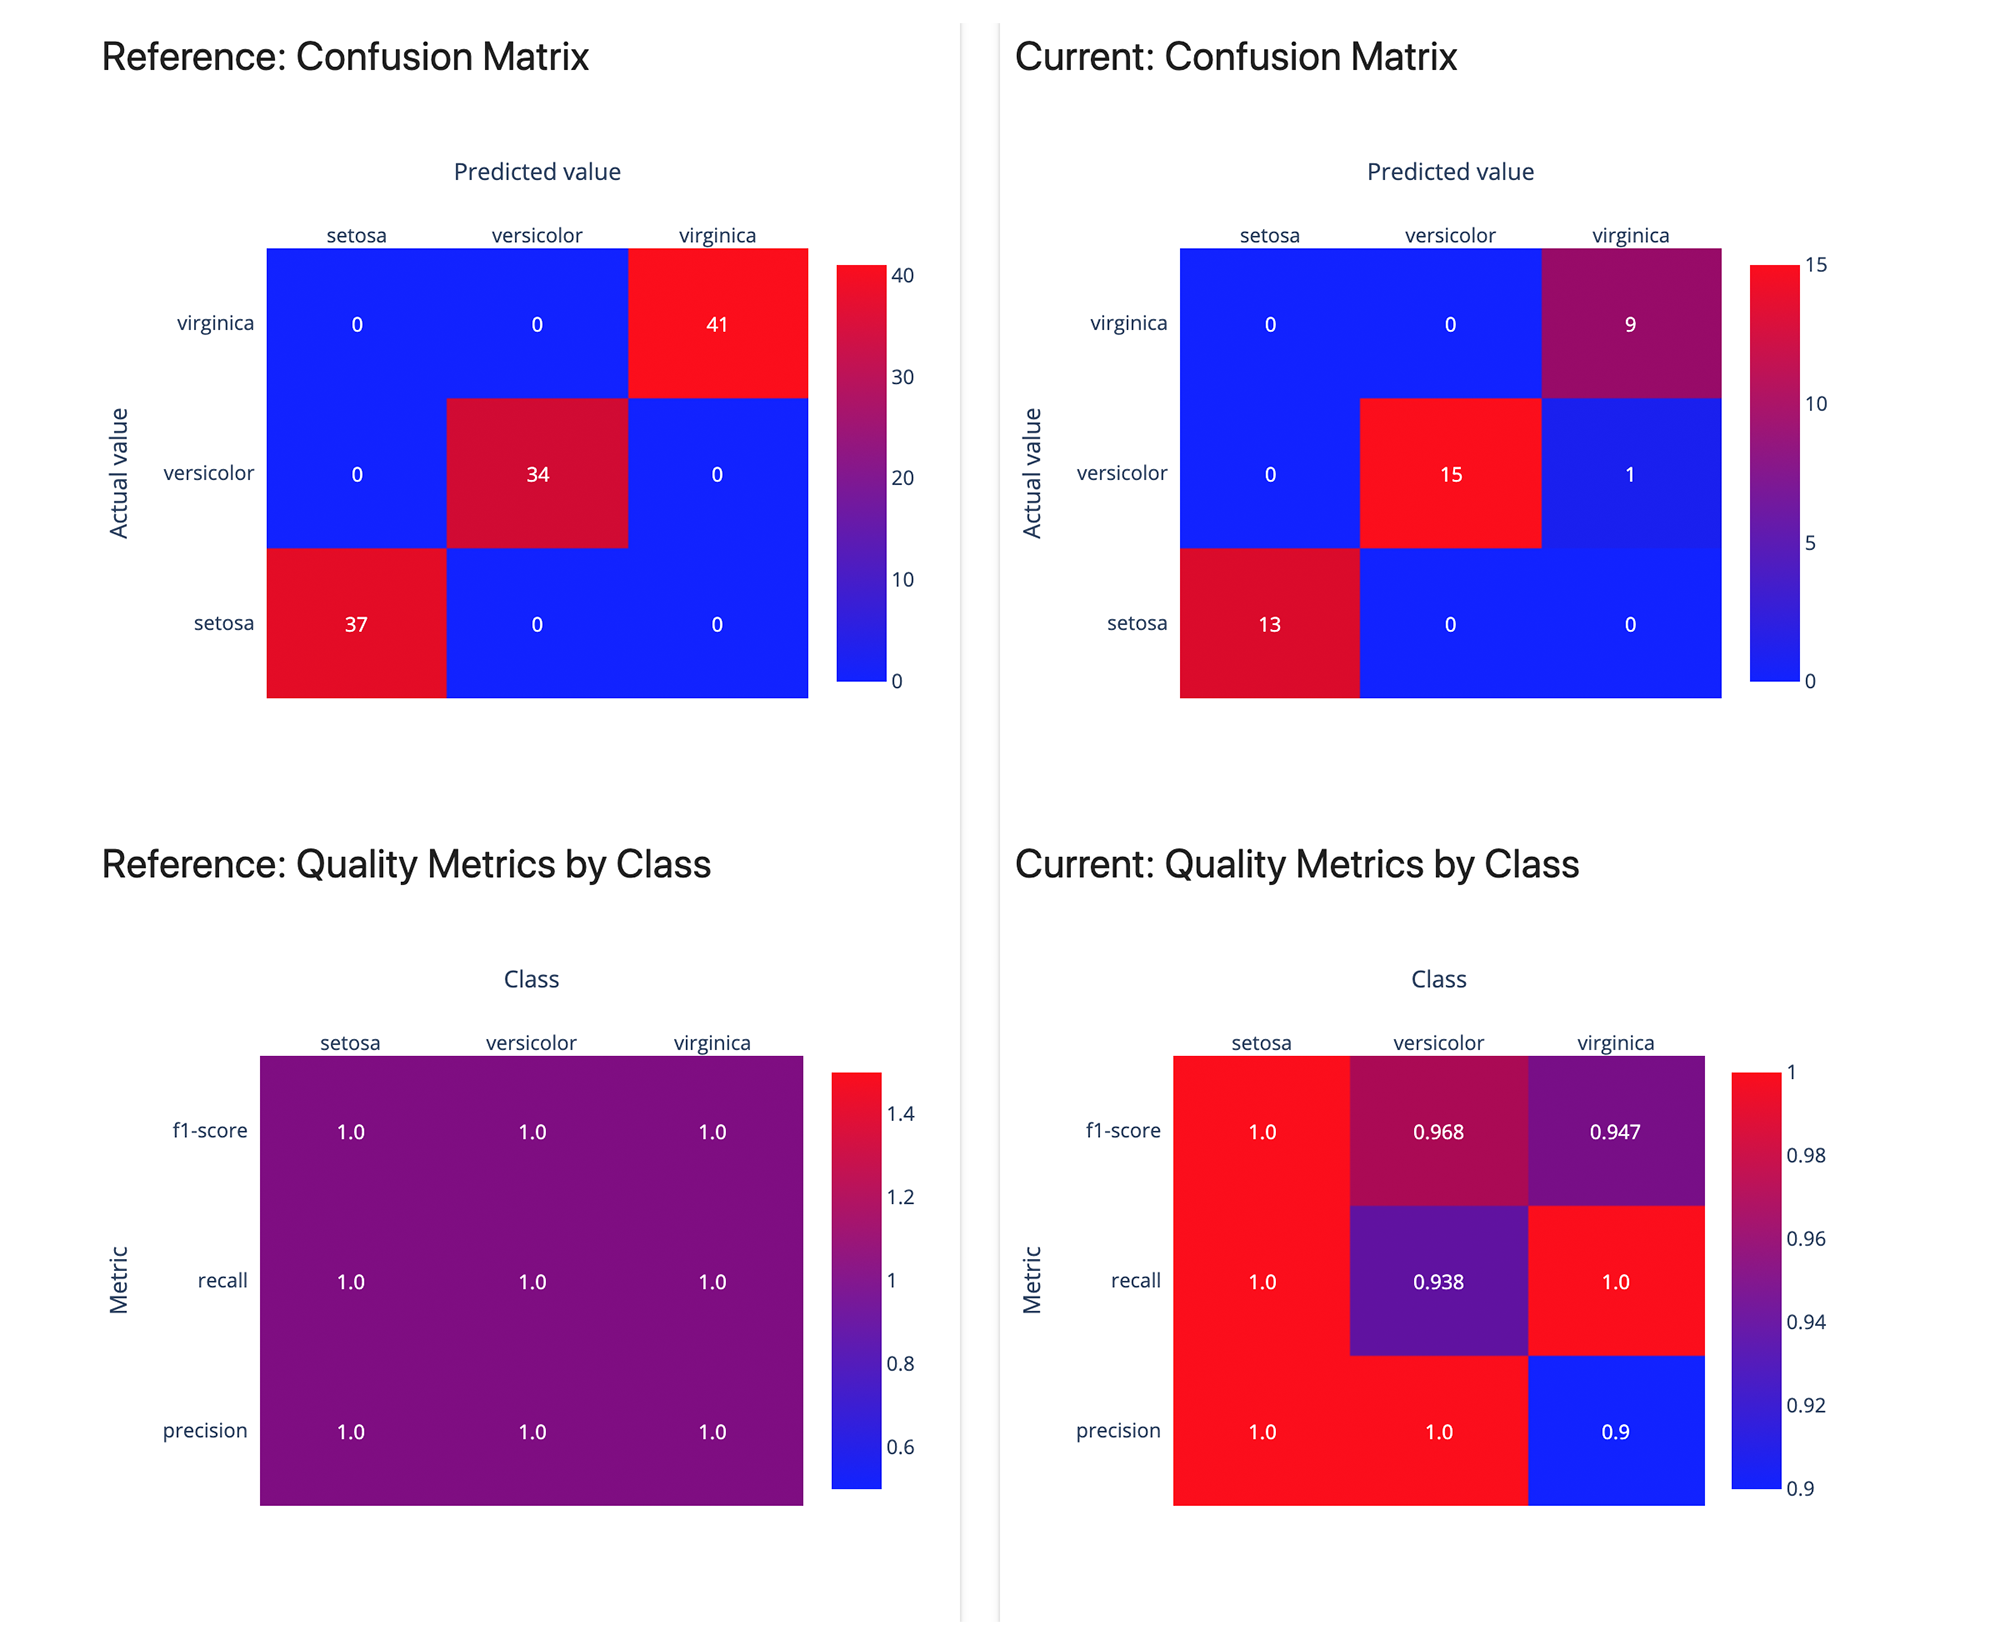 Reference: Confusion Matrix
Predicted value
setosa versicolor virginica
Actual value
virginica 0 0 41
versicolor 0 34 0
setosa 37 0 0
40
30
20
10
0
Current: Confusion Matrix
Predicted value
setosa versicolor virginica
Actual value
virginica 0 0 9
versicolor 0 15 1
setosa 13 0 0
15
10
5
0
Reference: Quality Metrics by Class
Class
setosa versicolor virginica
Metric
f1-score 1.0 1.0 1.0
recall 1.0 1.0 1.0
precision 1.0 1.0 1.0
1.4
1.2
1
0.8
0.6
Current: Quality Metrics by Class
Class
setosa versicolor virginica
Metric
f1-score 1.0 0.968 0.947
recall 1.0 0.938 1.0
precision 1.0 1.0 0.9
1
0.98
0.96
0.94
0.92
0.9